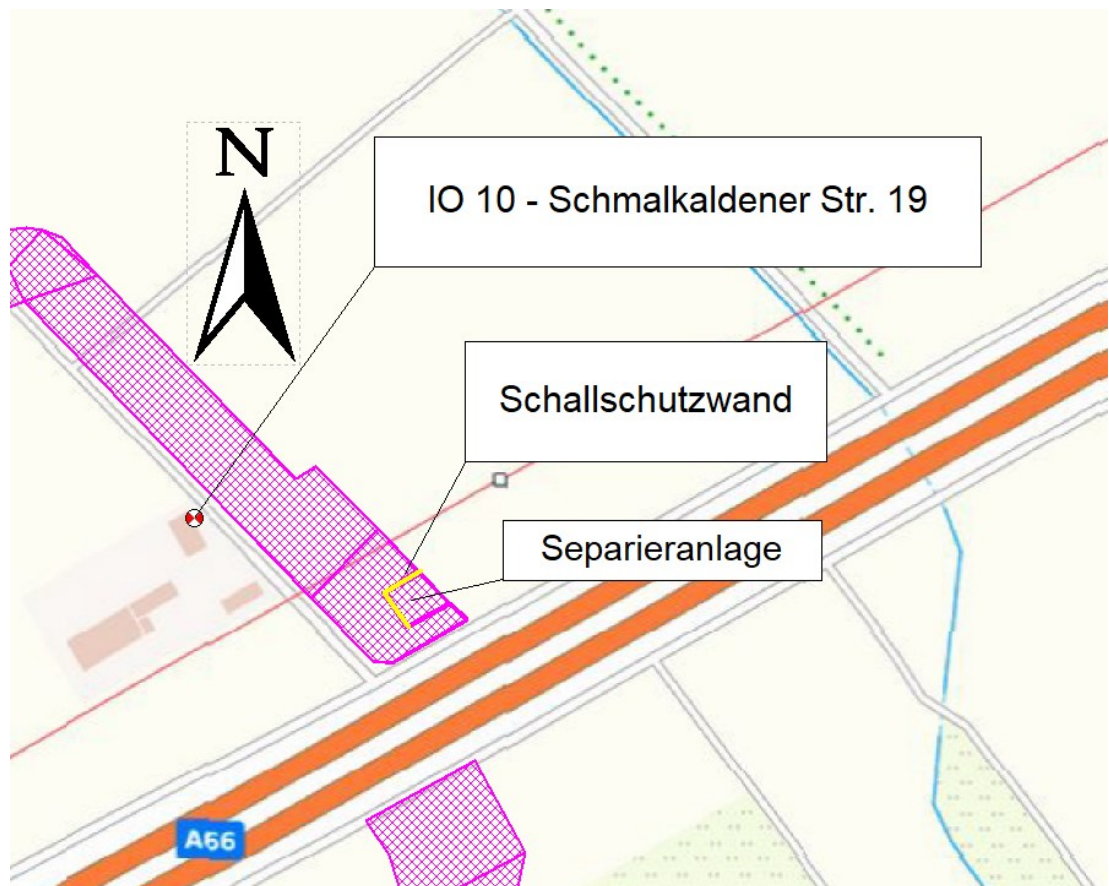 N
IO 10 - Schmalkaldener Str. 19
Schallschutzwand
Separieranlage
A66